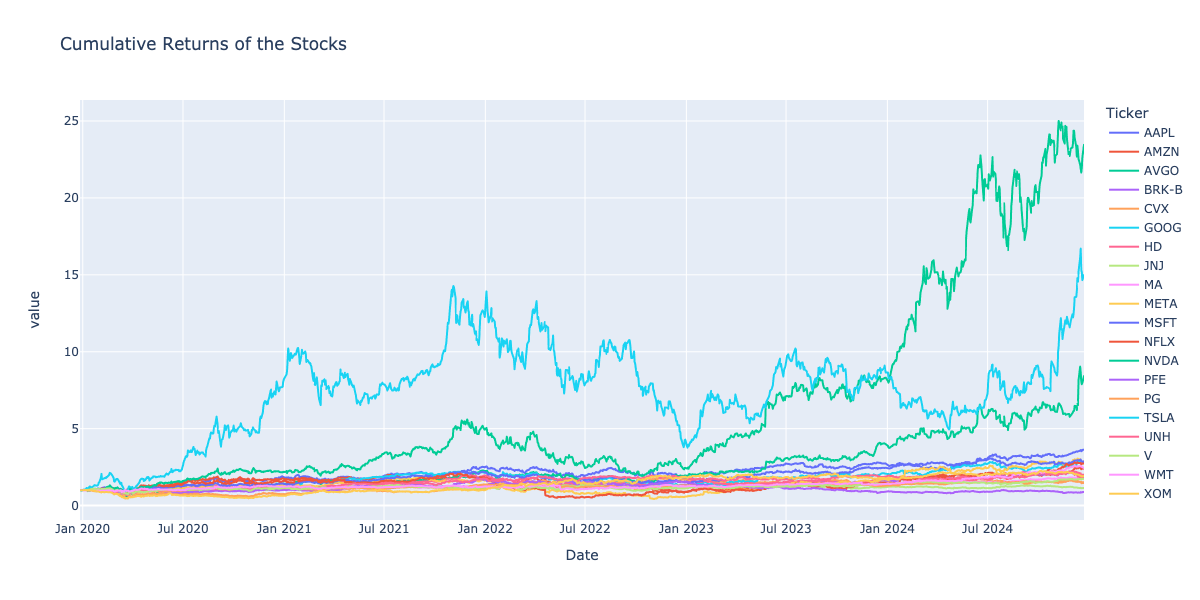 Cumulative Returns of the Stocks
25
20
15
10
5
0
value
Jan 2020 Jul 2020 Jan 2021 Jul 2021 Jan 2022 Jul 2022 Jan 2023 Jul 2023 Jan 2024 Jul 2024
Date
Ticker
AAPL
AMZN
AVGO
BRK-B
CVX
GOOG
HD
JNJ
MA
META
MSFT
NFLX
NVDA
PFE
PG
TSLA
UNH
V
WMT
XOM